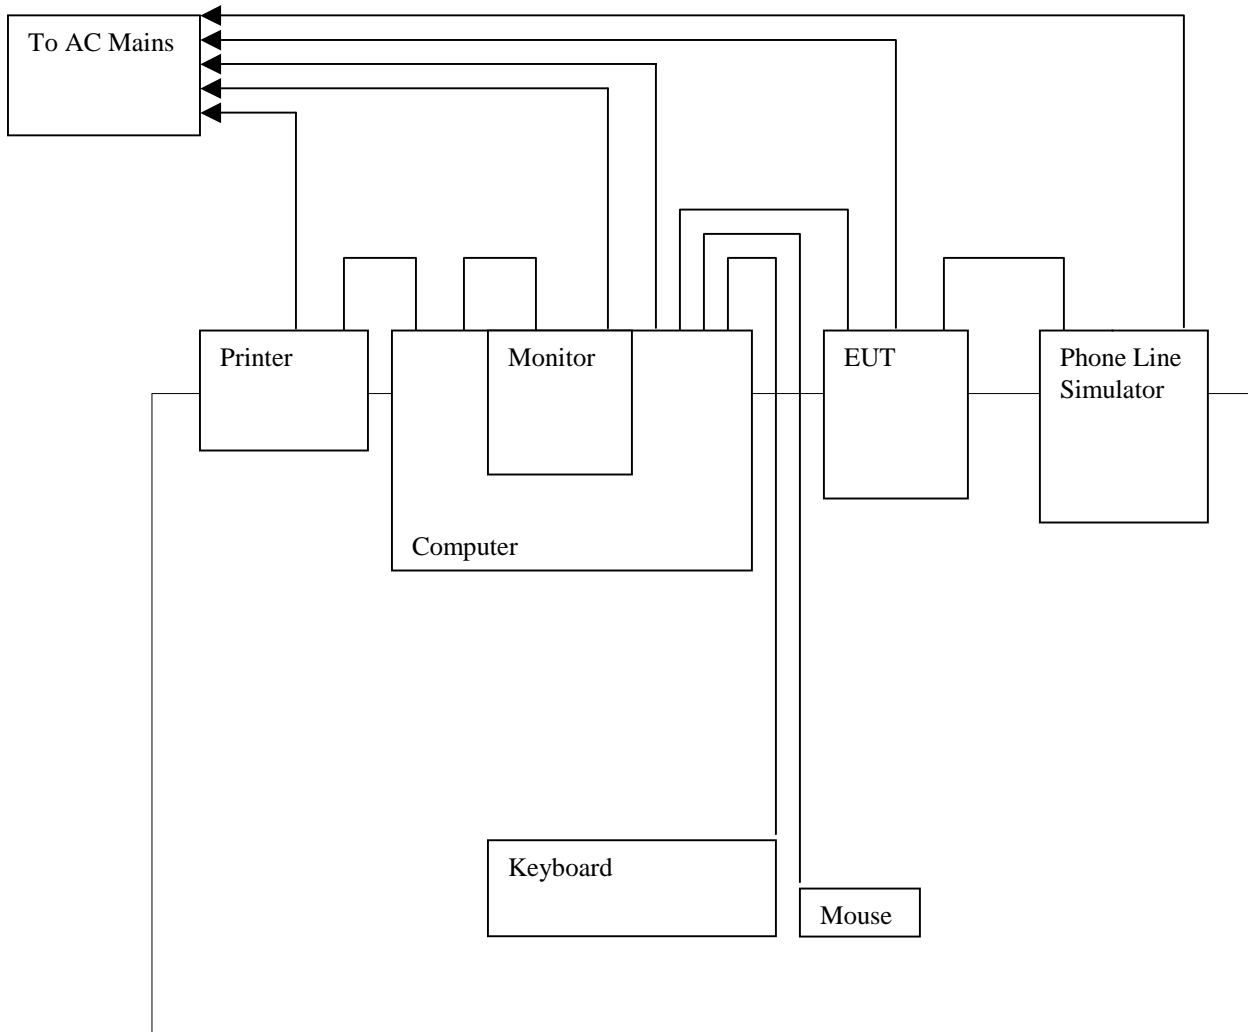 To AC Mains
Printer
Monitor
EUT
Phone Line
Simulator
Computer
Keyboard
Mouse